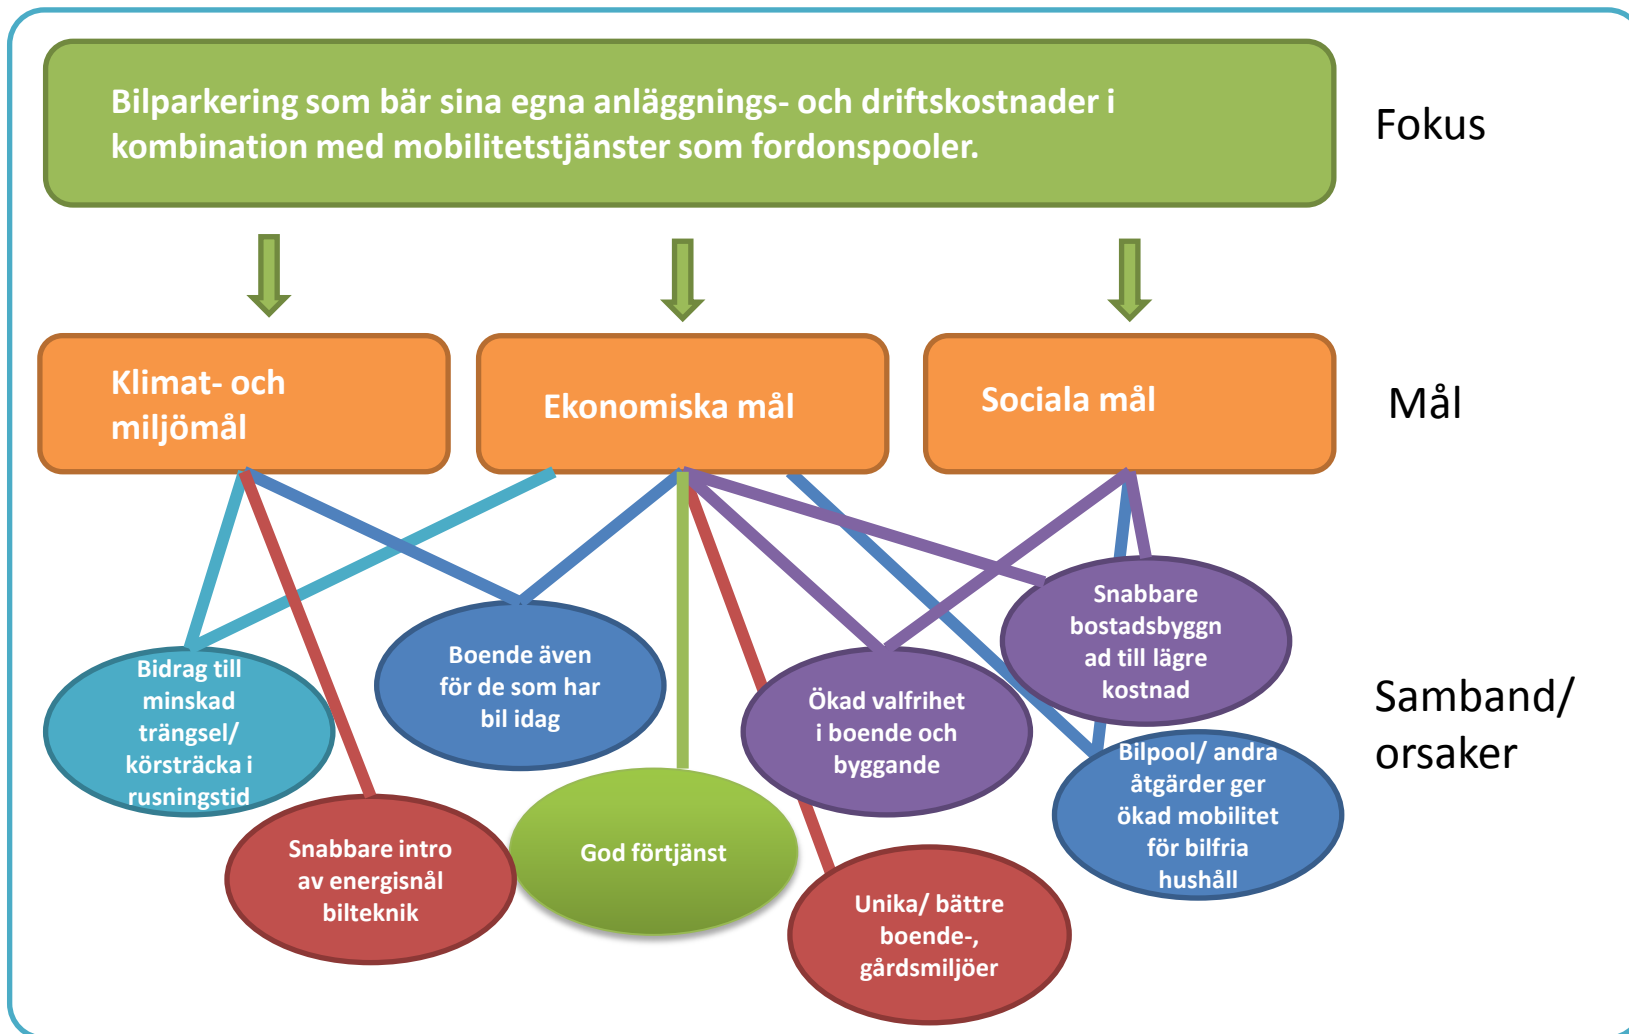 Bilparkering som bär sina egna anläggnings- och driftskostnader i
kombination med mobilitetstjänster som fordonspooler.
Fokus
Klimat- och
miljömål
Ekonomiska mål
Sociala mål
Mål
Bidrag till
minskad
trängsel/
körsträcka i
rusningstid
Snabbare intro
av energisnål
bilteknik
Boende även
för de som har
bil idag
God förtjänst
Ökad valfrihet
i boende och
byggande
Unika/ bättre
boende-,
gårdsmiljöer
Snabbare
bostadsbyggn
ad till lägre
kostnad
Bilpool/ andra
åtgärder ger
ökad mobilitet
för bilfria
hushåll
Samband/
orsaker